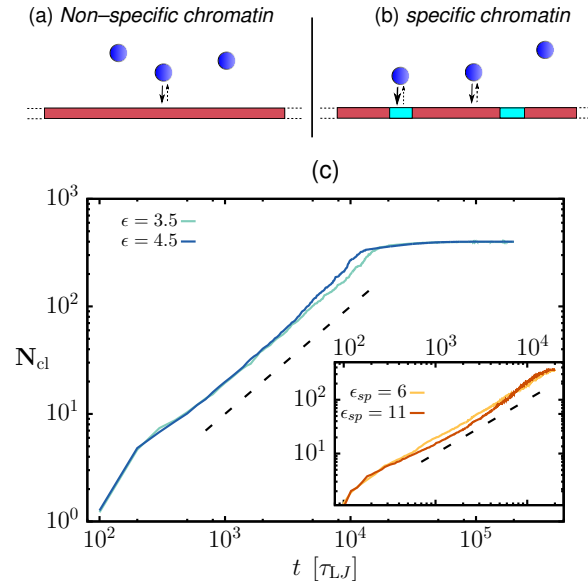 (a) Non–specific chromatin
(b) specific chromatin
(c)
10^3
ϵ = 3.5
ϵ = 4.5
10^2
N_cl
10^1
10^0
10^2 10^3 10^4 10^5
t [τ_LJ]
10^2 10^3 10^4
ϵ_sp = 6
ϵ_sp = 11
10^2
10^1